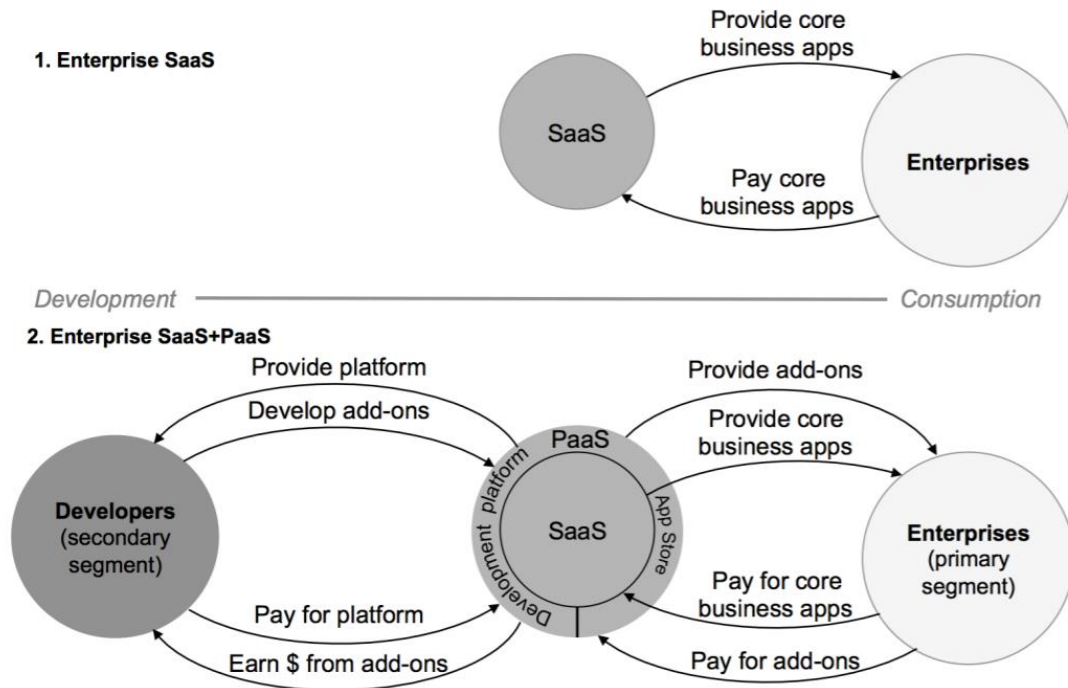 1. Enterprise SaaS
Provide core
business apps
SaaS
Enterprises
Pay core
business apps
Development
Consumption
2. Enterprise SaaS+PaaS
Provide platform
Develop add-ons
Provide add-ons
Provide core
business apps
Developers
(secondary
segment)
PaaS
Development platform
SaaS
App Store
Enterprises
(primary
segment)
Pay for platform
Earn $ from add-ons
Pay for core
business apps
Pay for add-ons